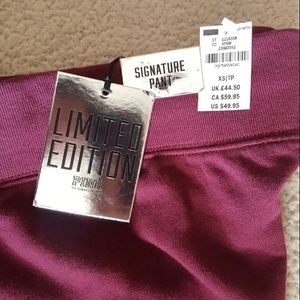 SIGNATURE
PANT
XS|TP
UK £44.50
CA $59.95
US $49.95
LIMITED
EDITION
PINK